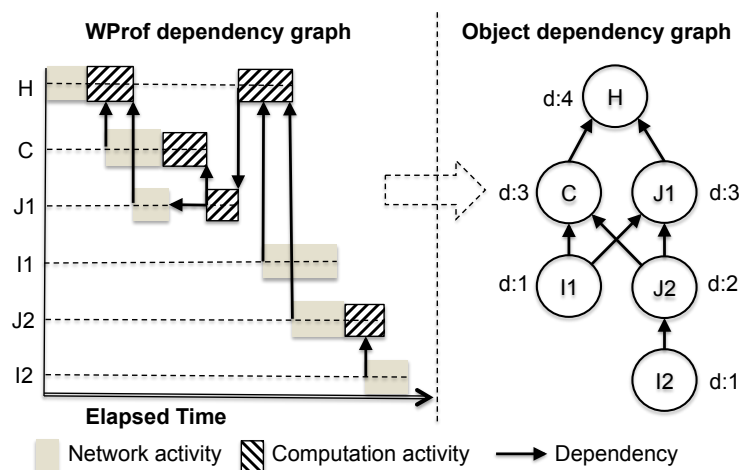 WProf dependency graph
H
C
J1
I1
J2
I2
Elapsed Time
Object dependency graph
d:4 H
d:3 C J1 d:3
d:1 I1 J2 d:2
I2 d:1
Network activity Computation activity Dependency